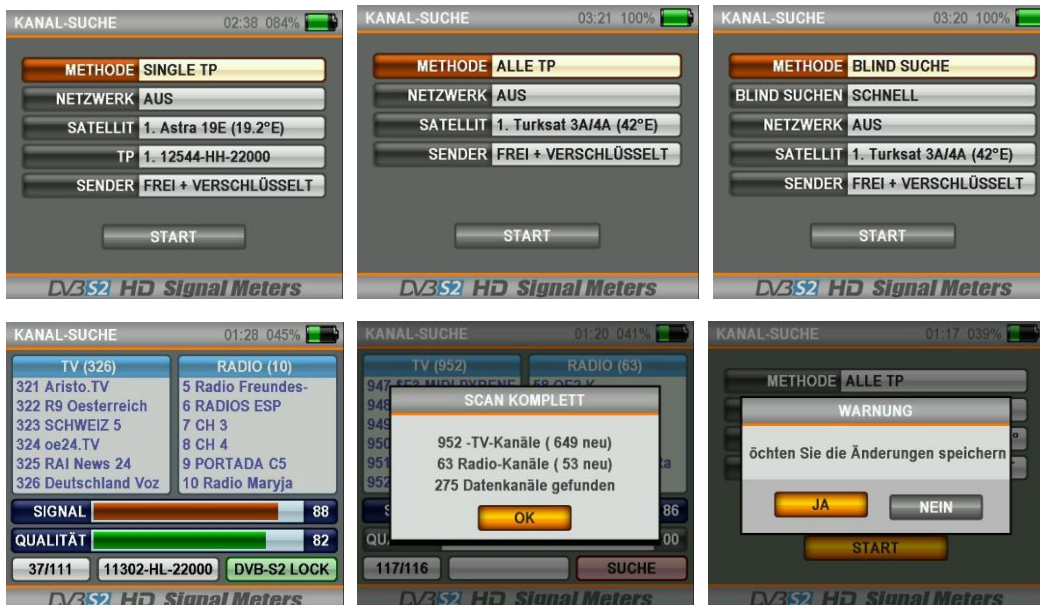 KANAL-SUCHE 02:38 084%
METHODE SINGLE TP
NETZWERK AUS
SATELLIT 1. Astra 19E (19.2°E)
TP 1. 12544-HH-22000
SENDER FREI + VERSCHLÜSSELT
START
DVB S2 HD Signal Meters
KANAL-SUCHE 03:21 100%
METHODE ALLE TP
NETZWERK AUS
SATELLIT 1. Turksat 3A/4A (42°E)
SENDER FREI + VERSCHLÜSSELT
START
DVB S2 HD Signal Meters
KANAL-SUCHE 03:20 100%
METHODE BLIND SUCHE
BLIND SUCHEN SCHNELL
NETZWERK AUS
SATELLIT 1. Turksat 3A/4A (42°E)
SENDER FREI + VERSCHLÜSSELT
START
DVB S2 HD Signal Meters
KANAL-SUCHE 01:28 045%
TV (326) RADIO (10)
321 Aristo.TV 5 Radio Freundes-
322 R9 Oesterreich 6 RADIOS ESP
323 SCHWEIZ 5 7 CH 3
324 oe24.TV 8 CH 4
325 RAI News 24 9 PORTADA C5
326 Deutschland Voz 10 Radio Maryja
SIGNAL 88
QUALITÄT 82
37/111 11302-HL-22000 DVB-S2 LOCK
DVB S2 HD Signal Meters
KANAL-SUCHE 01:20 041%
TV (952) RADIO (63)
947
948
949
950
951
952
SCAN KOMPLETT
952 -TV-Kanäle ( 649 neu)
63 Radio-Kanäle ( 53 neu)
275 Datenkanäle gefunden
OK
86
00
117/116 SUCHE
DVB S2 HD Signal Meters
KANAL-SUCHE 01:17 039%
METHODE ALLE TP
WARNUNG
öchten Sie die Änderungen speichern
JA NEIN
START
DVB S2 HD Signal Meters